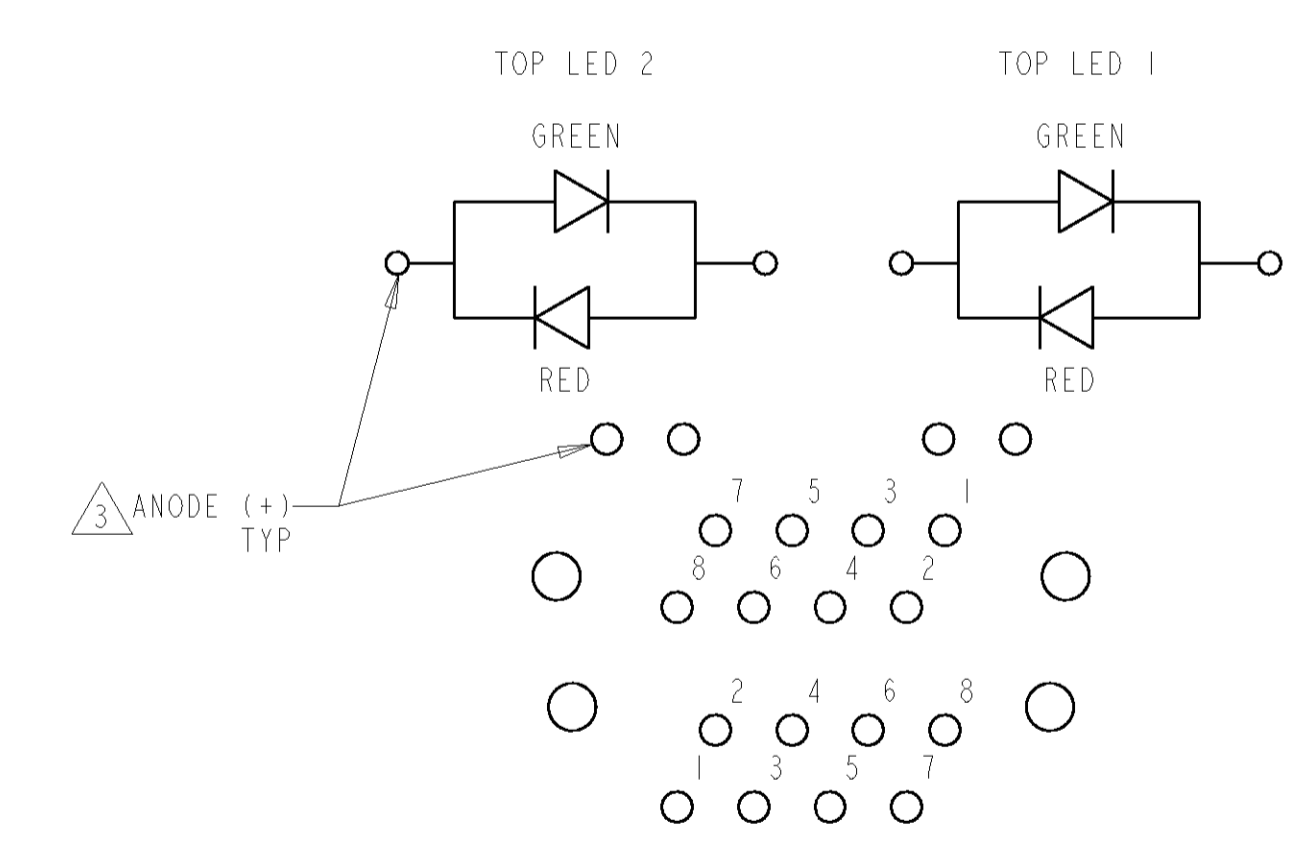 TOP LED 2 TOP LED 1
GREEN GREEN
RED RED
3 ANODE (+)
TYP
7 5 3 1
8 6 4 2
2 4 6 8
1 3 5 7